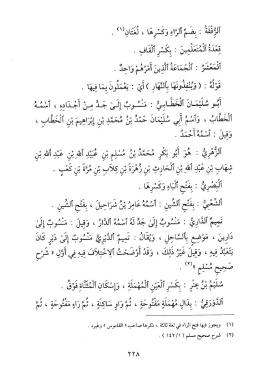 الرُّفْقَةُ : بِضَمِّ الرَّاءِ وَكَسْرِهَا ، لُغَتَانِ(١) .
قِعْدَةُ الْمُتَعَلِّمِينَ : بِكَسْرِ الْقَافِ .
الْمَعْشَرُ : الْجَمَاعَةُ الَّذِينَ أَمْرُهُمْ وَاحِدٌ .
قَوْلُهُ : ( وَيَتَفَقَّدُونَهَا بِالنَّهَارِ ) أَيْ : يَعْمَلُونَ بِمَا فِيهَا .
أَبُو سُلَيْمَانَ الْخَطَّابِيُّ : مَنْسُوبٌ إِلَىٰ جَدٍّ مِنْ أَجْدَادِهِ ، اسْمُهُ
الْخَطَّابُ ، وَاسْمُ أَبِي سُلَيْمَانَ حَمْدُ بْنُ مُحَمَّدِ بْنِ إِبْرَاهِيمَ بْنِ الْخَطَّابِ ،
وَقِيلَ : اسْمُهُ أَحْمَدُ .
الزُّهْرِيُّ : هُوَ أَبُو بَكْرٍ مُحَمَّدُ بْنُ مُسْلِمِ بْنِ عُبَيْدِ اللهِ بْنِ عَبْدِ اللهِ بْنِ
شِهَابِ بْنِ عَبْدِ اللهِ بْنِ الْحَارِثِ بْنِ زُهْرَةَ بْنِ كِلَابِ بْنِ مُرَّةَ بْنِ كَعْبٍ .
الْبَصْرِيُّ : بِفَتْحِ الْبَاءِ وَكَسْرِهَا .
الشَّعْبِيُّ : بِفَتْحِ الشِّينِ ، اسْمُهُ عَامِرُ بْنُ شَرَاحِيلَ ، بِفَتْحِ الشِّينِ .
تَمِيمٌ الدَّارِيُّ : مَنْسُوبٌ إِلَىٰ جَدٍّ لَهُ اسْمُهُ الدَّارُ ، وَقِيلَ : مَنْسُوبٌ إِلَىٰ
دَارِينَ ، مَوْضِعٍ بِالسَّاحِلِ ، وَيُقَالُ : تَمِيمٌ الدَّيْرِيُّ مَنْسُوبٌ إِلَىٰ دَيْرٍ كَانَ
يَتَعَبَّدُ فِيهِ ، وَقِيلَ غَيْرُ ذَلِكَ ، وَقَدْ أَوْضَحْتُ الِاخْتِلَافَ فِيهِ فِي أَوَّلِ « شَرْحِ
صَحِيحِ مُسْلِمٍ »(٢) .
سُلَيْمُ بْنُ عِتْرٍ : بِكَسْرِ الْعَيْنِ الْمُهْمَلَةِ ، وَإِسْكَانِ الْمُثَنَّاةِ فَوْقُ .
الدَّوْرَقِيُّ : بِدَالٍ مُهْمَلَةٍ مَفْتُوحَةٍ ، ثُمَّ وَاوٍ سَاكِنَةٍ ، ثُمَّ رَاءٍ مَفْتُوحَةٍ ، ثُمَّ
(١) ويجوز فيها فتح الراء في لغة ثالثة ، ذكرها صاحب « القاموس » وغيره .
(٢) شرح صحيح مسلم ( ١٤٢/١ ) .
٢٢٨